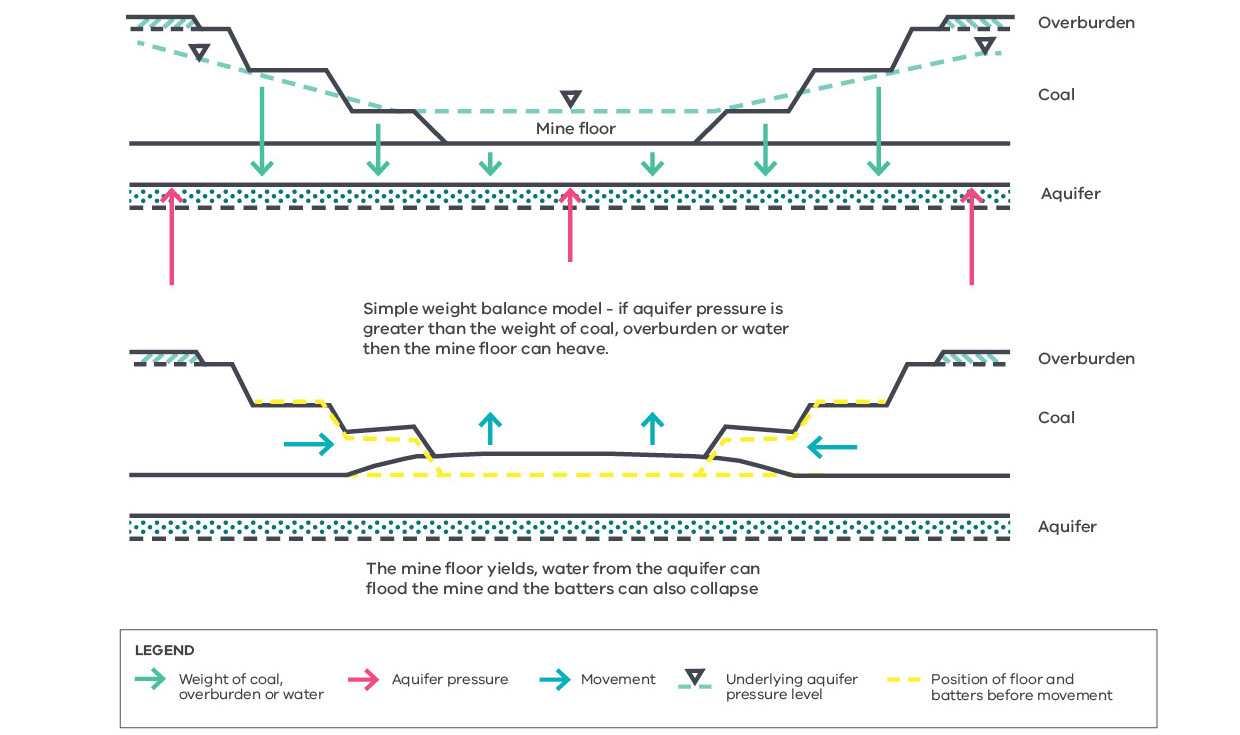 Overburden
Coal
Mine floor
Aquifer
Simple weight balance model - if aquifer pressure is
greater than the weight of coal, overburden or water
then the mine floor can heave.
Overburden
Coal
Aquifer
The mine floor yields, water from the aquifer can
flood the mine and the batters can also collapse
LEGEND
Weight of coal,
overburden or water
Aquifer pressure
Movement
Underlying aquifer
pressure level
Position of floor and
batters before movement